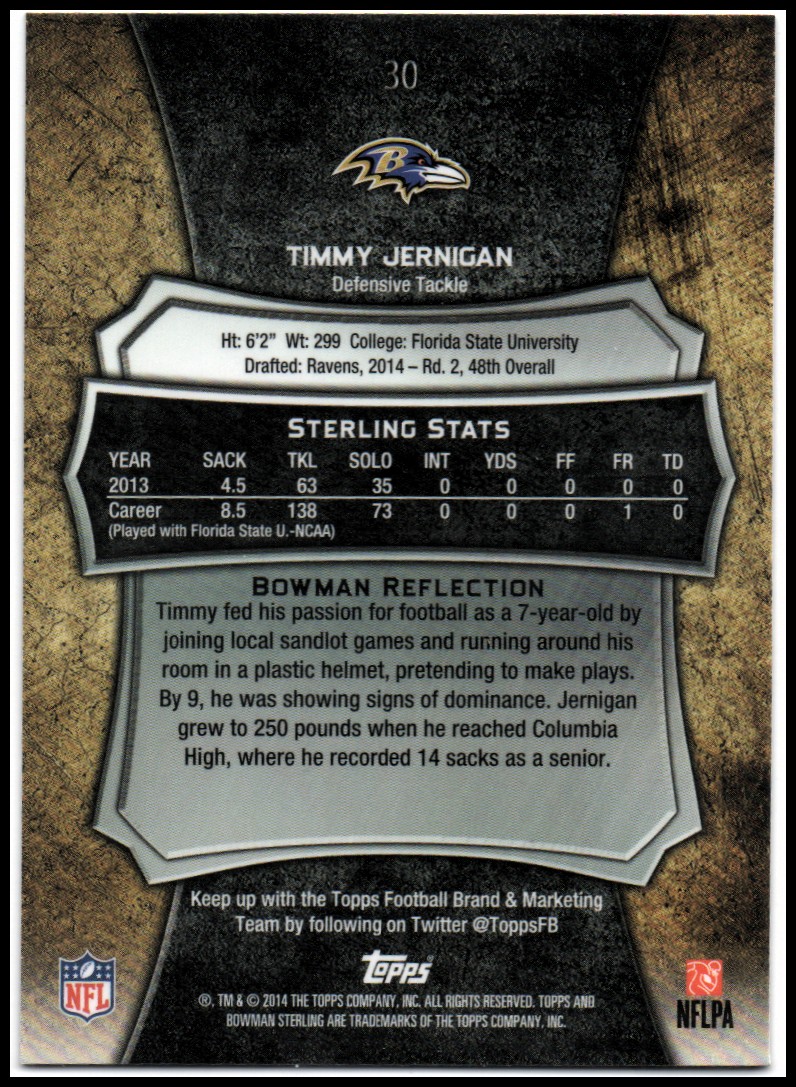 30
B
TIMMY JERNIGAN
Defensive Tackle
Ht: 6'2" Wt: 299 College: Florida State University
Drafted: Ravens, 2014 – Rd. 2, 48th Overall
STERLING STATS
YEAR SACK TKL SOLO INT YDS FF FR TD
2013 4.5 63 35 0 0 0 0 0
Career 8.5 138 73 0 0 0 1 0
(Played with Florida State U.-NCAA)
BOWMAN REFLECTION
Timmy fed his passion for football as a 7-year-old by
joining local sandlot games and running around his
room in a plastic helmet, pretending to make plays.
By 9, he was showing signs of dominance. Jernigan
grew to 250 pounds when he reached Columbia
High, where he recorded 14 sacks as a senior.
Keep up with the Topps Football Brand & Marketing
Team by following on Twitter @ToppsFB
Topps
®, TM & © 2014 THE TOPPS COMPANY, INC. ALL RIGHTS RESERVED. TOPPS AND
BOWMAN STERLING ARE TRADEMARKS OF THE TOPPS COMPANY, INC.
NFL
NFLPA